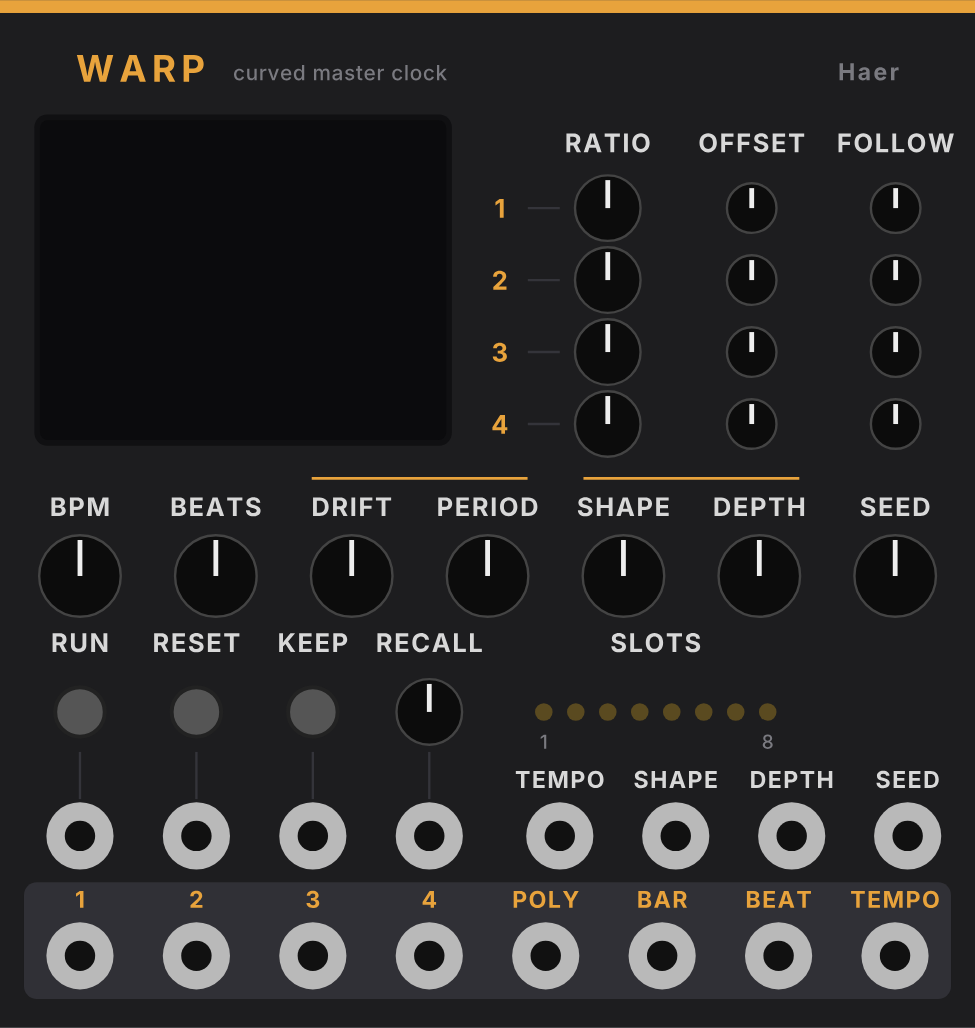 WARP curved master clock Haer
RATIO OFFSET FOLLOW
1
2
3
4
BPM BEATS DRIFT PERIOD SHAPE DEPTH SEED
RUN RESET KEEP RECALL SLOTS
1 8
TEMPO SHAPE DEPTH SEED
1 2 3 4 POLY BAR BEAT TEMPO